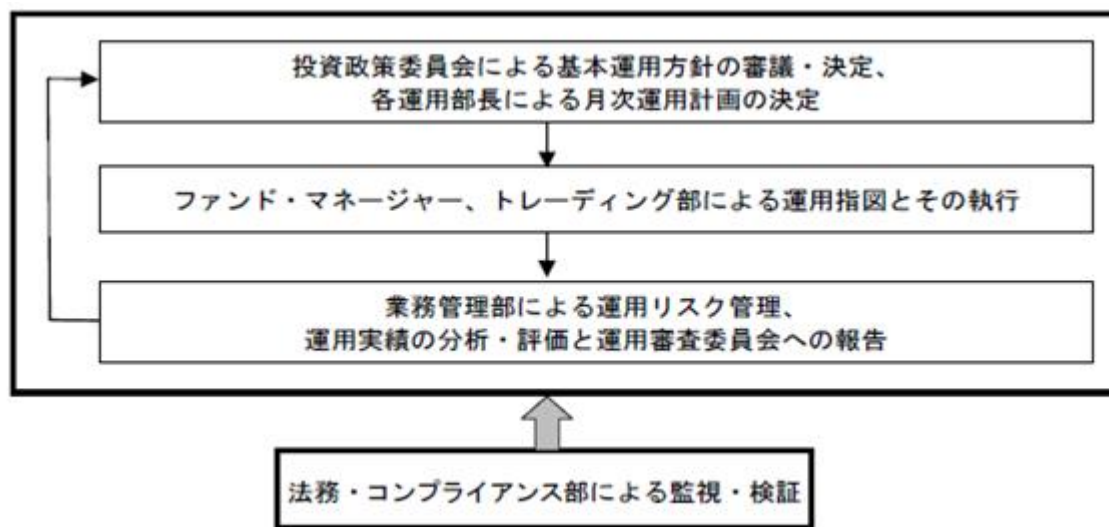 投資政策委員会による基本運用方針の審議・決定、
各運用部長による月次運用計画の決定
ファンド・マネージャー、トレーディング部による運用指図とその執行
業務管理部による運用リスク管理、
運用実績の分析・評価と運用審査委員会への報告
法務・コンプライアンス部による監視・検証